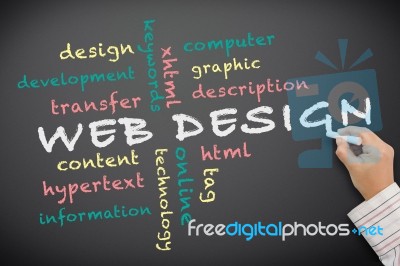 design
keywords
xhtml
computer
development
graphic
transfer
description
WEB DESIGN
content
technology
online
html
hypertext
tag
information
photos
freedigitalphotos.net